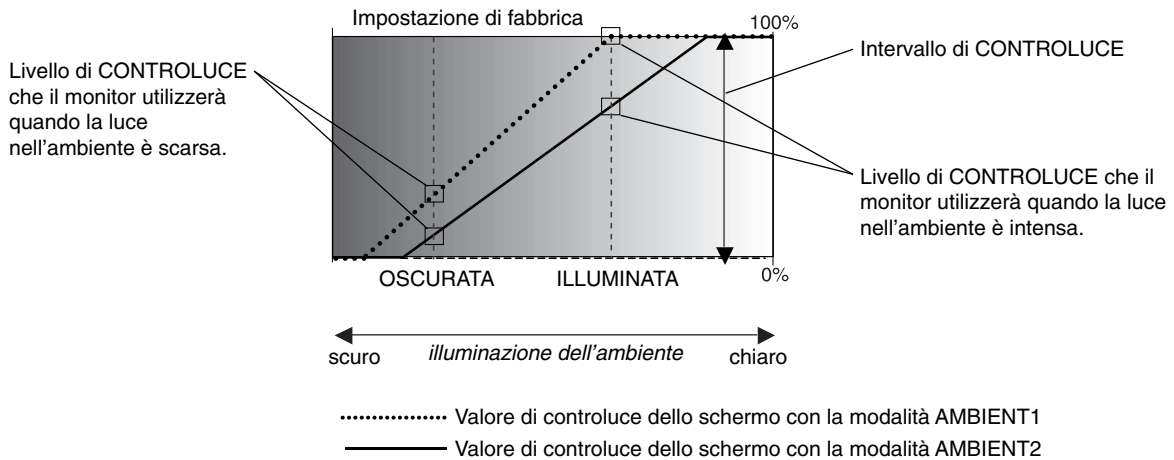 Impostazione di fabbrica
100%
Intervallo di CONTROLUCE
Livello di CONTROLUCE
che il monitor utilizzerà
quando la luce
nell'ambiente è scarsa.
Livello di CONTROLUCE che il
monitor utilizzerà quando la luce
nell'ambiente è intensa.
OSCURATA
ILLUMINATA
0%
scuro
illuminazione dell'ambiente
chiaro
Valore di controluce dello schermo con la modalità AMBIENT1
Valore di controluce dello schermo con la modalità AMBIENT2